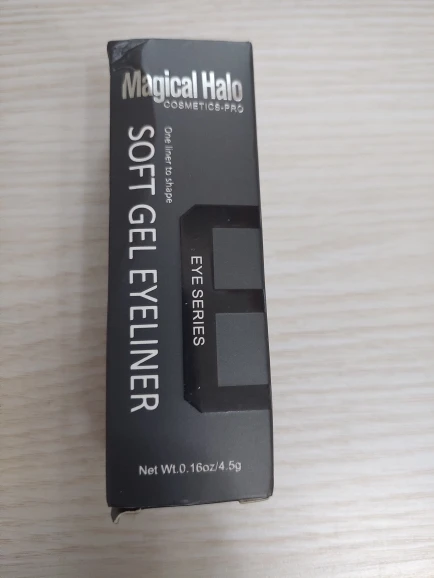 Magical Halo
COSMETICS-PRO
One liner to shape
SOFT GEL EYELINER
EYE SERIES
Net Wt.0.16oz/4.5g